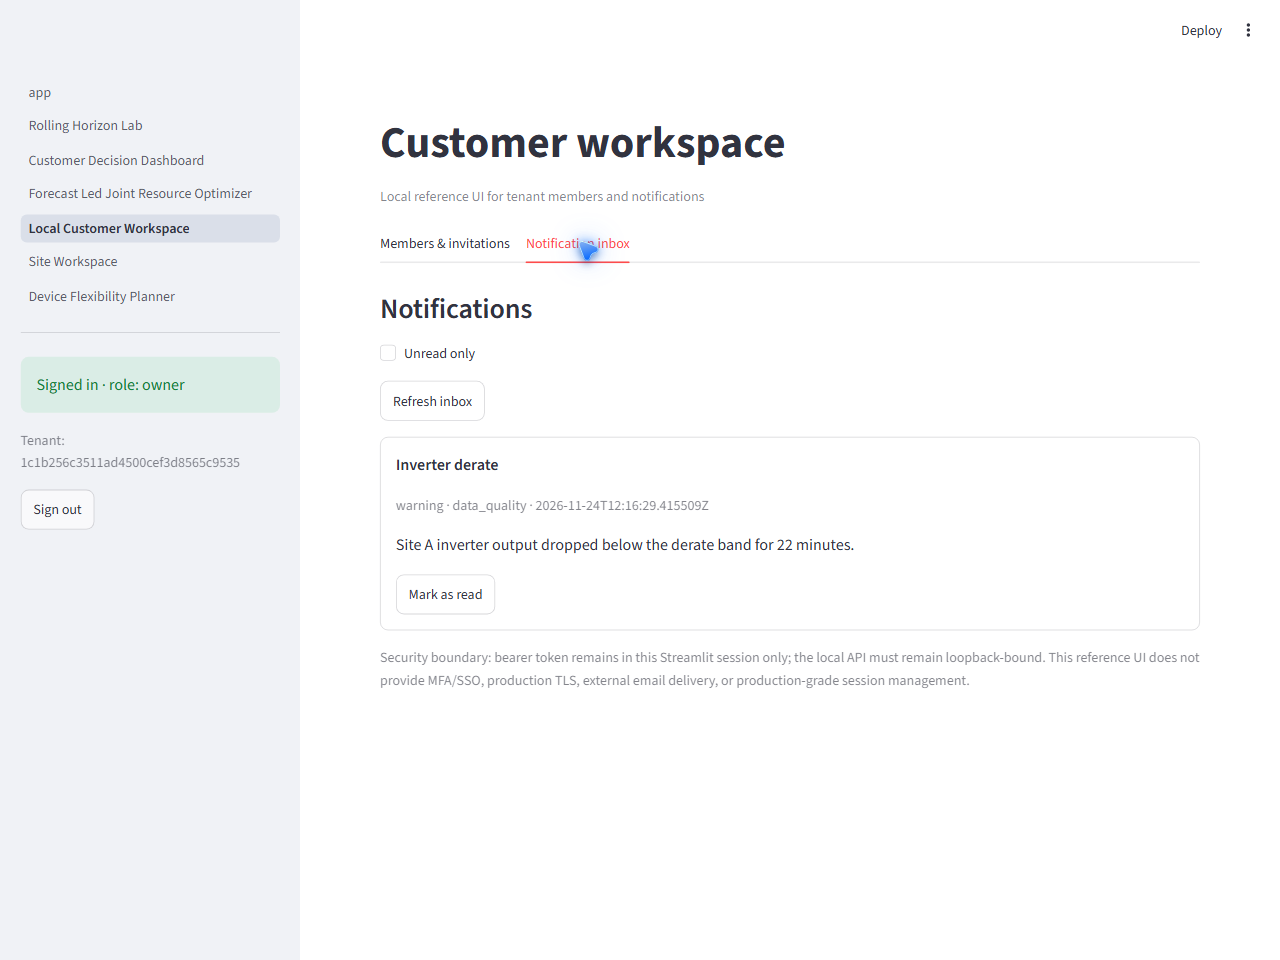 Deploy
app
Rolling Horizon Lab
Customer Decision Dashboard
Forecast Led Joint Resource Optimizer
Local Customer Workspace
Site Workspace
Device Flexibility Planner
Signed in · role: owner
Tenant:
1c1b256c3511ad4500cef3d8565c9535
Sign out
Customer workspace
Local reference UI for tenant members and notifications
Members & invitations
Notification inbox
Notifications
Unread only
Refresh inbox
Inverter derate
warning · data_quality · 2026-11-24T12:16:29.415509Z
Site A inverter output dropped below the derate band for 22 minutes.
Mark as read
Security boundary: bearer token remains in this Streamlit session only; the local API must remain loopback-bound. This reference UI does not
provide MFA/SSO, production TLS, external email delivery, or production-grade session management.